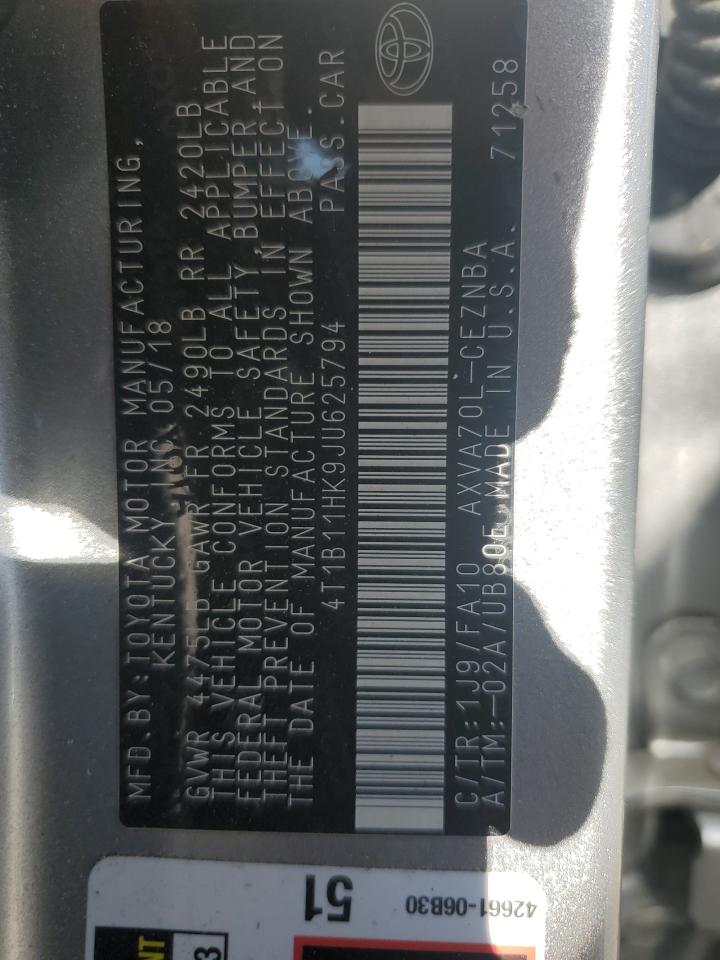 MFD.BY:TOYOTA MOTOR MANUFACTURING,
KENTUCKY,INC. 05/18
GVWR 4475LB GAWR FR 2490LB RR 2420LB
THIS VEHICLE CONFORMS TO ALL APPLICABLE
FEDERAL MOTOR VEHICLE SAFETY,BUMPER,AND
THEFT PREVENTION STANDARDS IN EFFECT ON
THE DATE OF MANUFACTURE SHOWN ABOVE.
4T1B11HK9JU625794 PASS.CAR
C/TR:1J9/FA10 AXVA70L-CEZNBA
A/TM:-02A/UB80E MADE IN U.S.A. 71258
51
42661-06B30
3